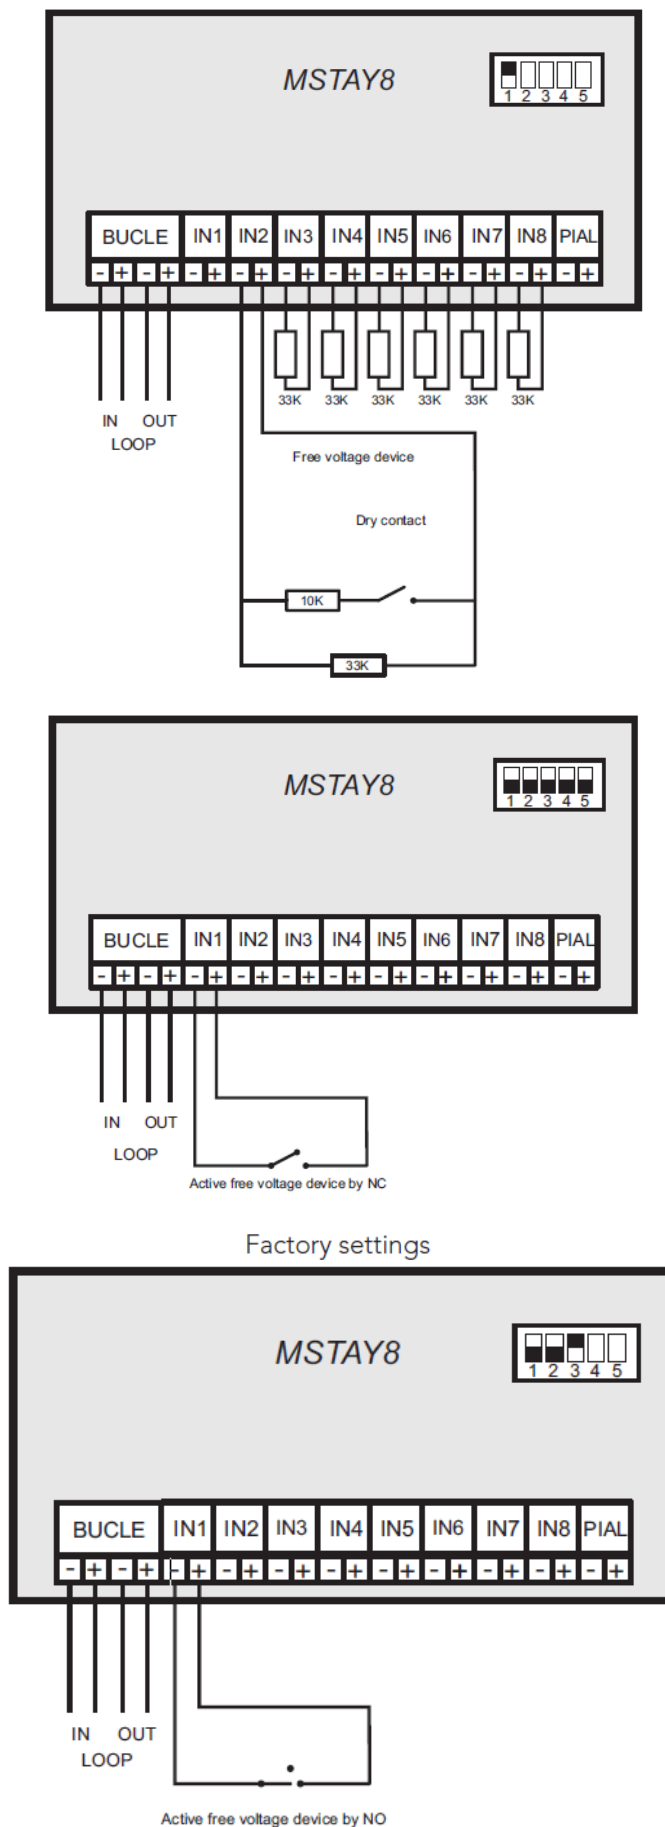 MSTAY8
1 2 3 4 5
BUCLE IN1 IN2 IN3 IN4 IN5 IN6 IN7 IN8 PIAL
- + - + - + - + - + - + - + - + - + - + - +
33K 33K 33K 33K 33K 33K
IN OUT
LOOP
Free voltage device
Dry contact
10K
33K
MSTAY8
1 2 3 4 5
BUCLE IN1 IN2 IN3 IN4 IN5 IN6 IN7 IN8 PIAL
- + - + - + - + - + - + - + - + - + - + - +
IN OUT
LOOP
Active free voltage device by NC
Factory settings
MSTAY8
1 2 3 4 5
BUCLE IN1 IN2 IN3 IN4 IN5 IN6 IN7 IN8 PIAL
- + - + - + - + - + - + - + - + - + - + - +
IN OUT
LOOP
Active free voltage device by NO